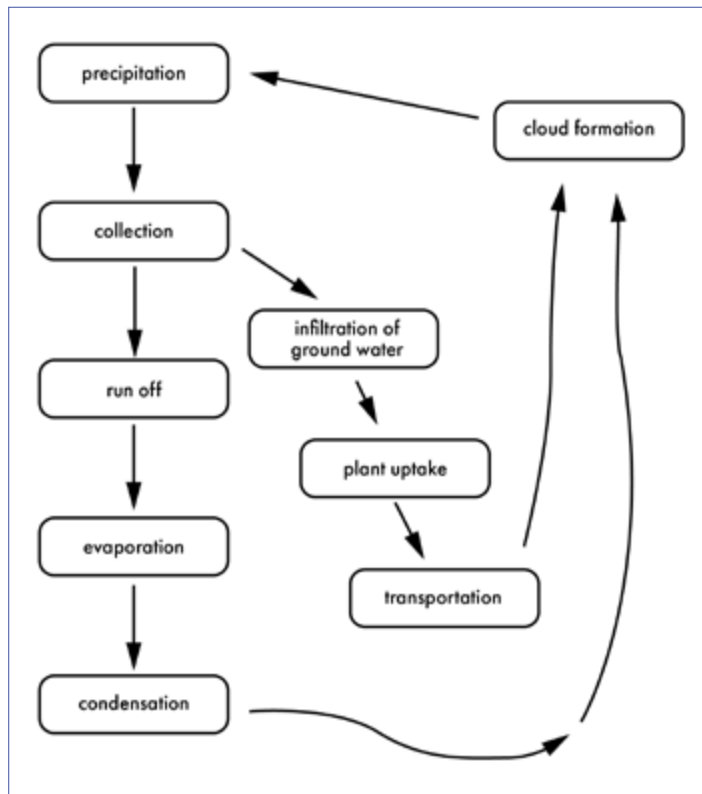 precipitation
cloud formation
collection
infiltration of
ground water
run off
plant uptake
evaporation
transportation
condensation